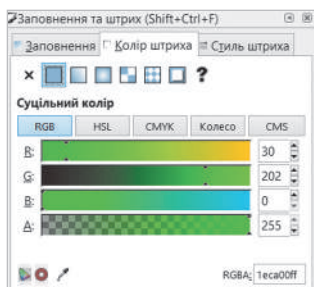 Заповнення та штрих (Shift+Ctrl+F)
Заповнення Колір штриха Стиль штриха
?
Суцільний колір
RGB HSL CMYK Колесо CMS
R: 30
G: 202
B: 0
A: 255
RGBA: 1eca00ff